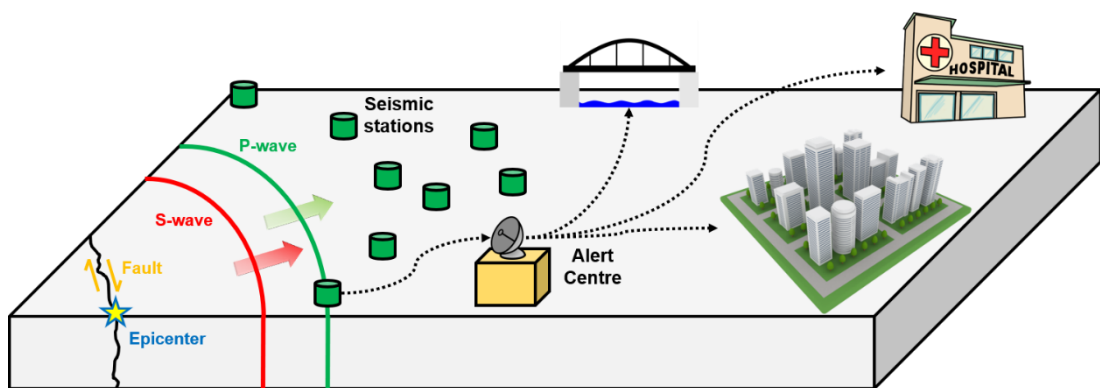 HOSPITAL
Seismic
stations
P-wave
S-wave
Alert
Centre
Fault
Epicenter